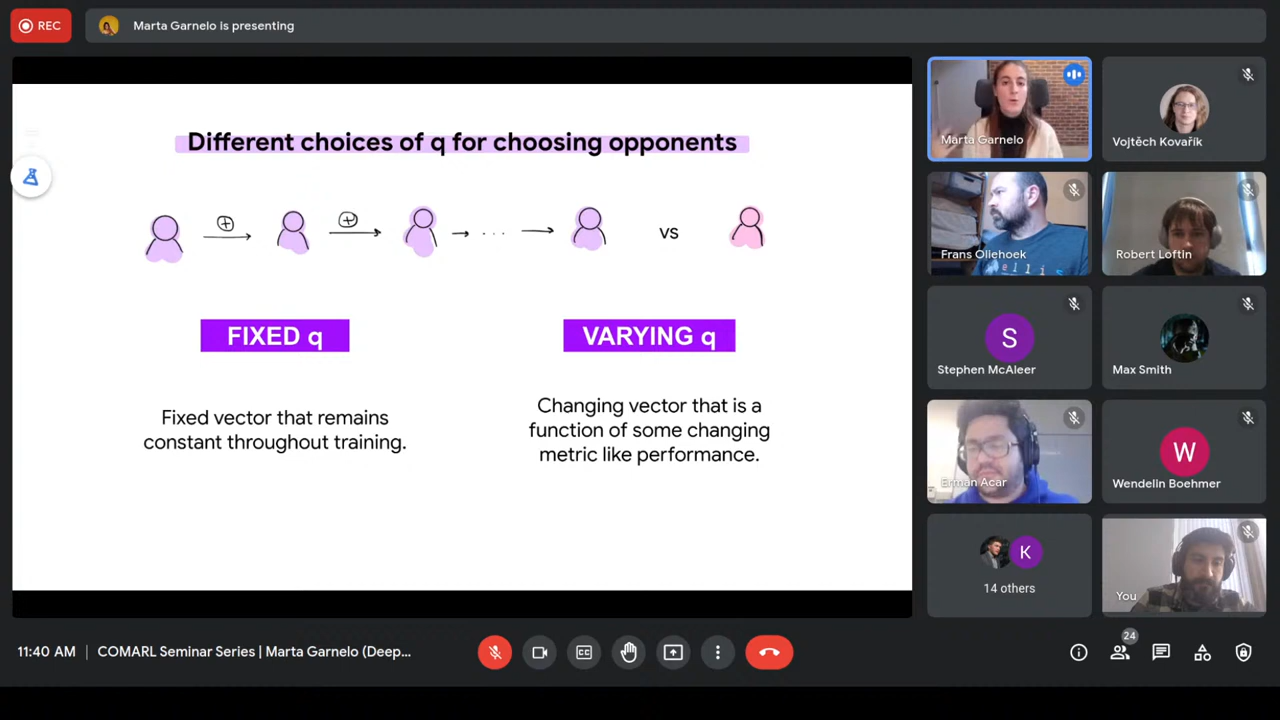 REC
Marta Garnelo is presenting
Different choices of q for choosing opponents
+ +
vs
FIXED q
VARYING q
Fixed vector that remains
constant throughout training.
Changing vector that is a
function of some changing
metric like performance.
Marta Garnelo
Vojtěch Kovařík
Frans Oliehoek
Robert Loftin
S
Stephen McAleer
Max Smith
Erman Acar
W
Wendelin Boehmer
K
14 others
You
11:40 AM | COMARL Seminar Series | Marta Garnelo (Deep...
CC
24